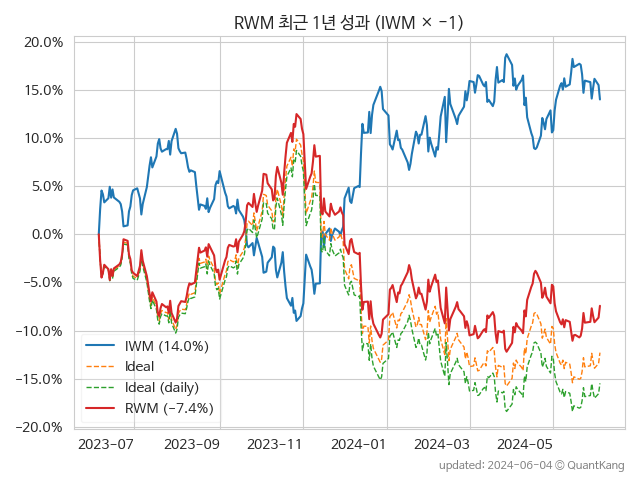 RWM 최근 1년 성과 (IWM × -1)
20.0%
15.0%
10.0%
5.0%
0.0%
−5.0%
−10.0%
−15.0%
−20.0%
IWM (14.0%)
Ideal
Ideal (daily)
RWM (−7.4%)
2023-07 2023-09 2023-11 2024-01 2024-03 2024-05
updated: 2024-06-04 © QuantKang